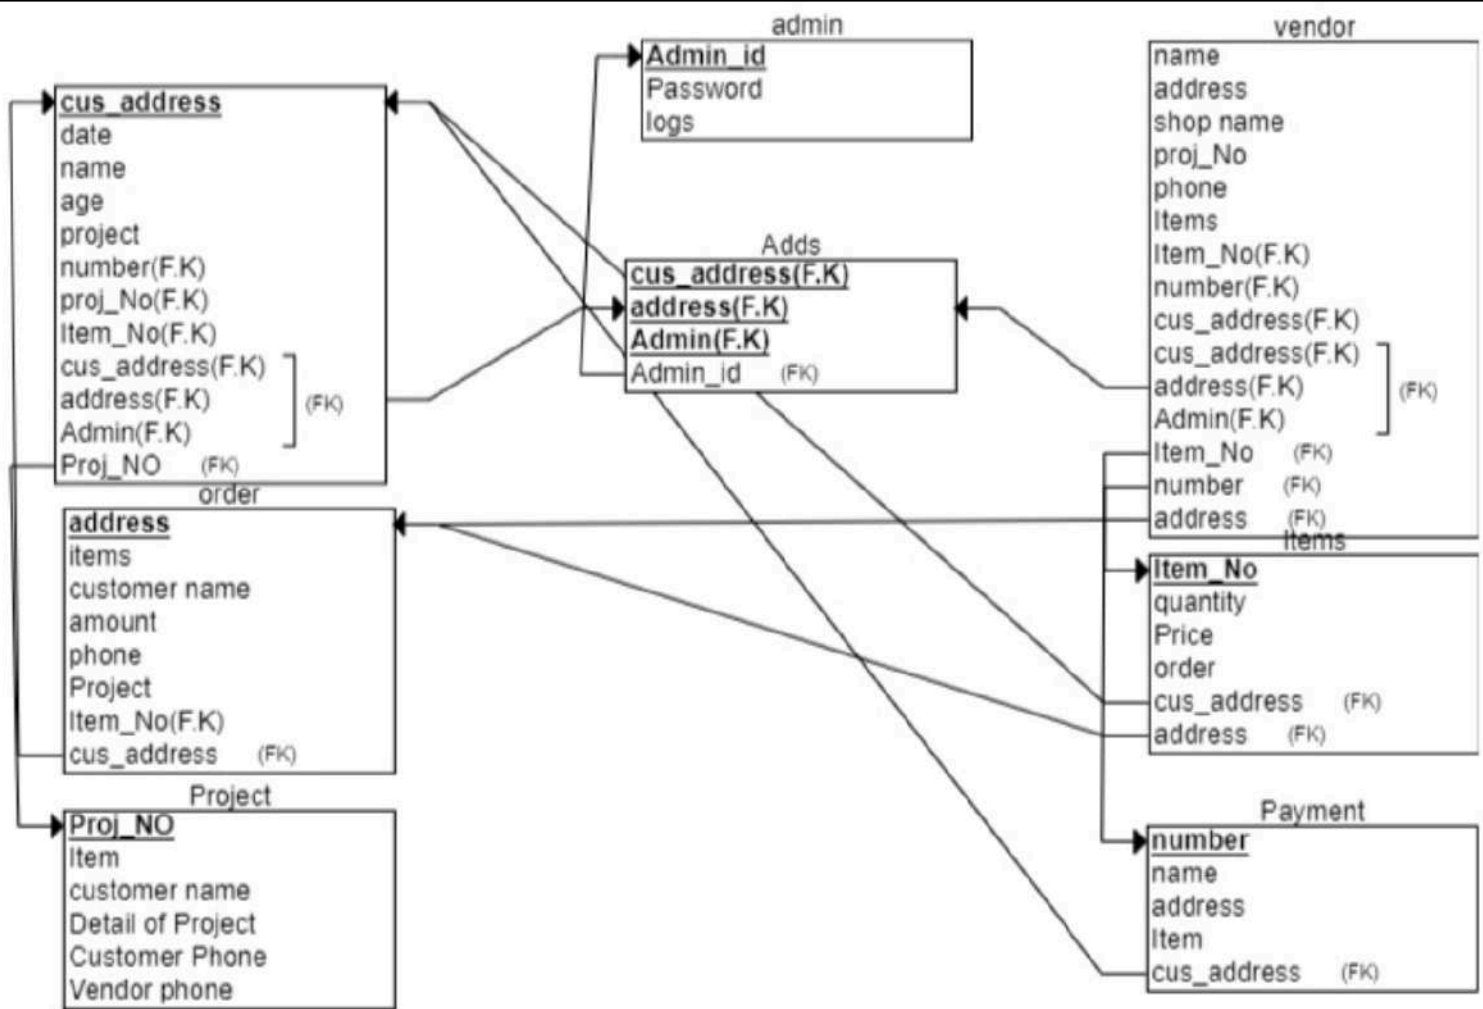 admin
Admin_id
Password
logs
vendor
name
address
shop name
proj_No
phone
Items
Item_No(F.K)
number(F.K)
cus_address(F.K)
cus_address(F.K)
address(F.K) (FK)
Admin(F.K)
Item_No (FK)
number (FK)
address (FK)
cus_address
date
name
age
project
number(F.K)
proj_No(F.K)
Item_No(F.K)
cus_address(F.K)
address(F.K) (FK)
Admin(F.K)
Proj_NO (FK)
Adds
cus_address(F.K)
address(F.K)
Admin(F.K)
Admin_id (FK)
order
address
items
customer name
amount
phone
Project
Item_No(F.K)
cus_address (FK)
Items
Item_No
quantity
Price
order
cus_address (FK)
address (FK)
Project
Proj_NO
Item
customer name
Detail of Project
Customer Phone
Vendor phone
Payment
number
name
address
Item
cus_address (FK)